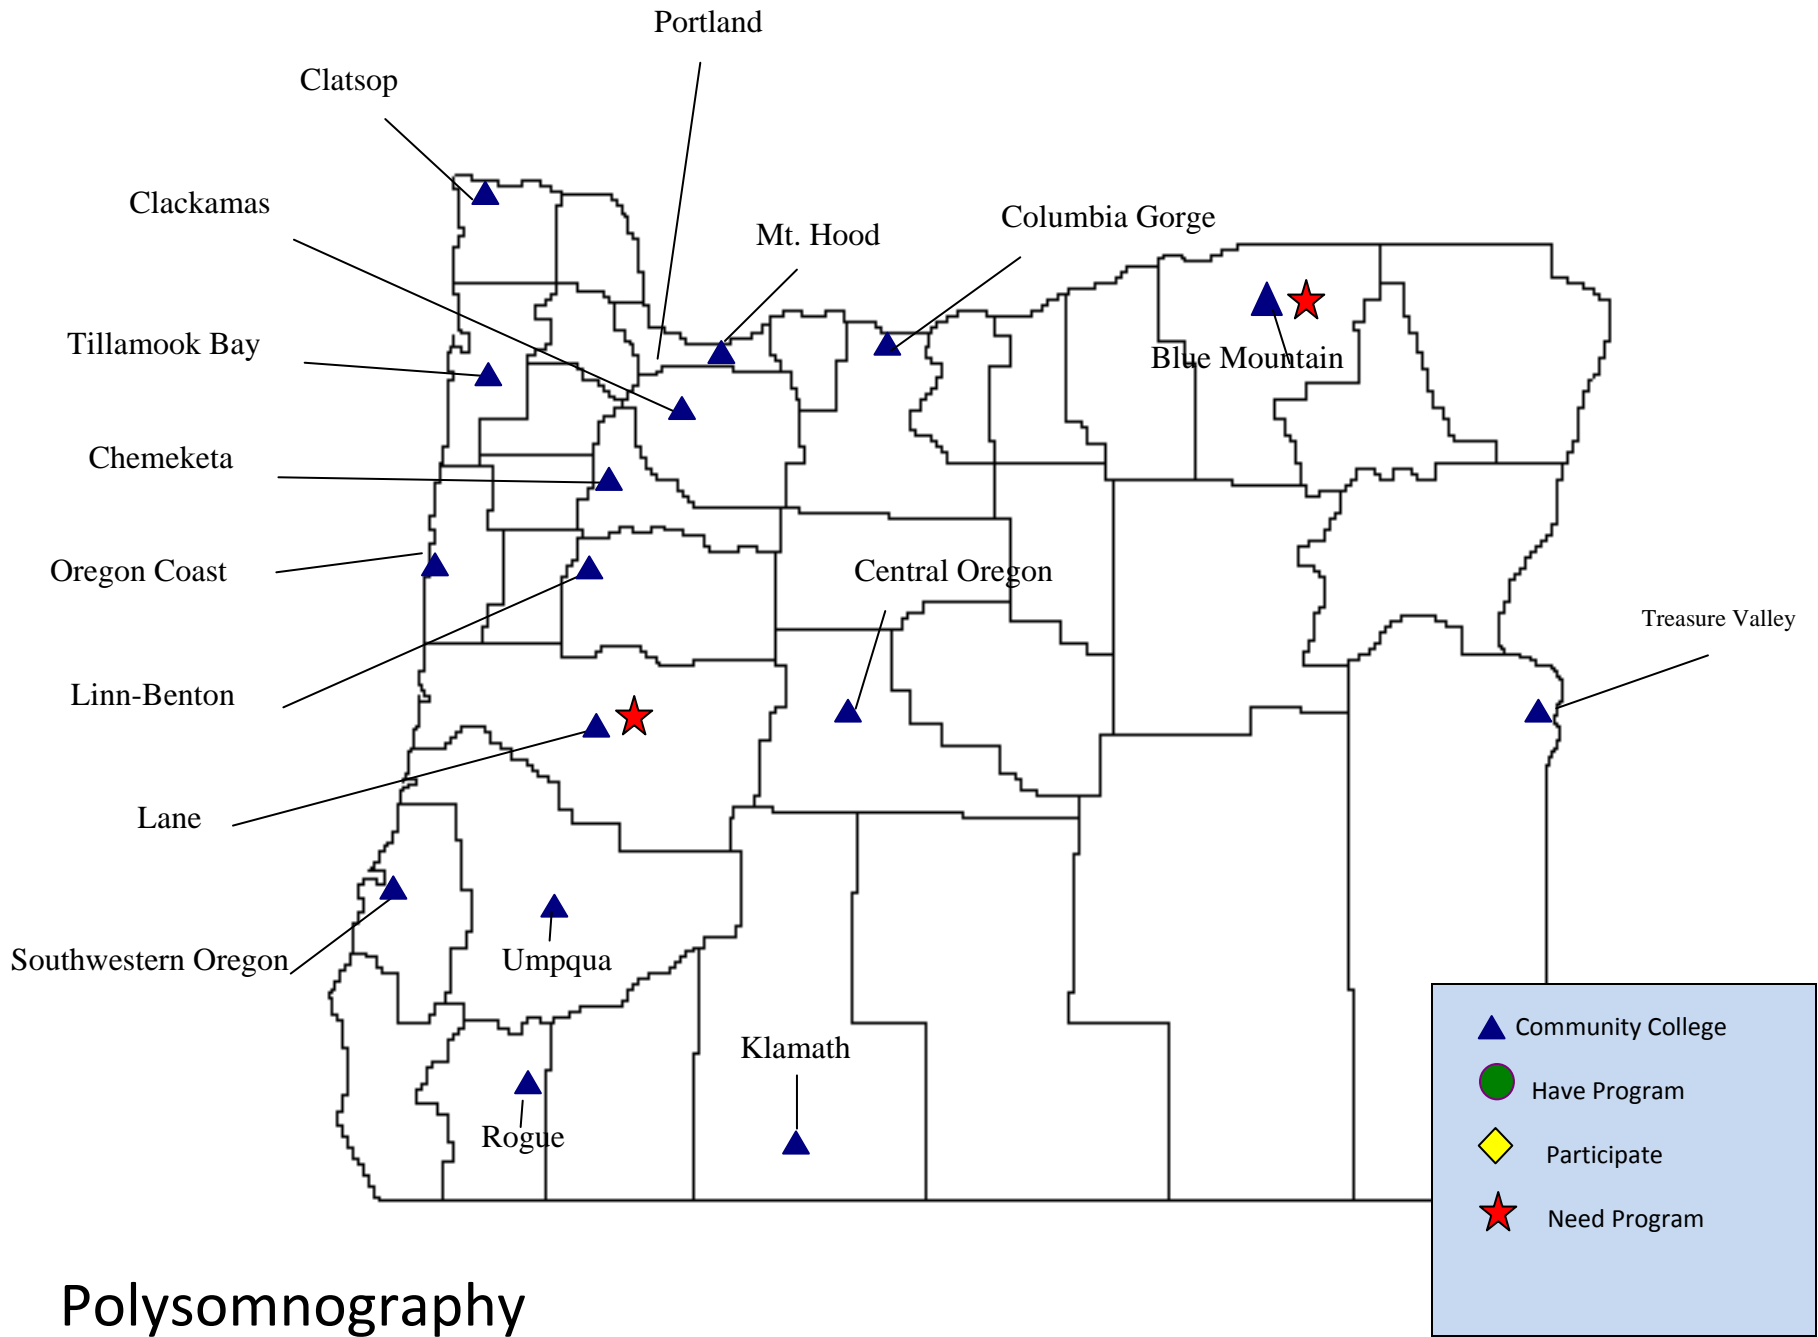 Portland
Clatsop
Clackamas
Mt. Hood
Columbia Gorge
Tillamook Bay
Blue Mountain
Chemeketa
Oregon Coast
Central Oregon
Treasure Valley
Linn-Benton
Lane
Southwestern Oregon
Umpqua
Klamath
Rogue
Community College
Have Program
Participate
Need Program
Polysomnography